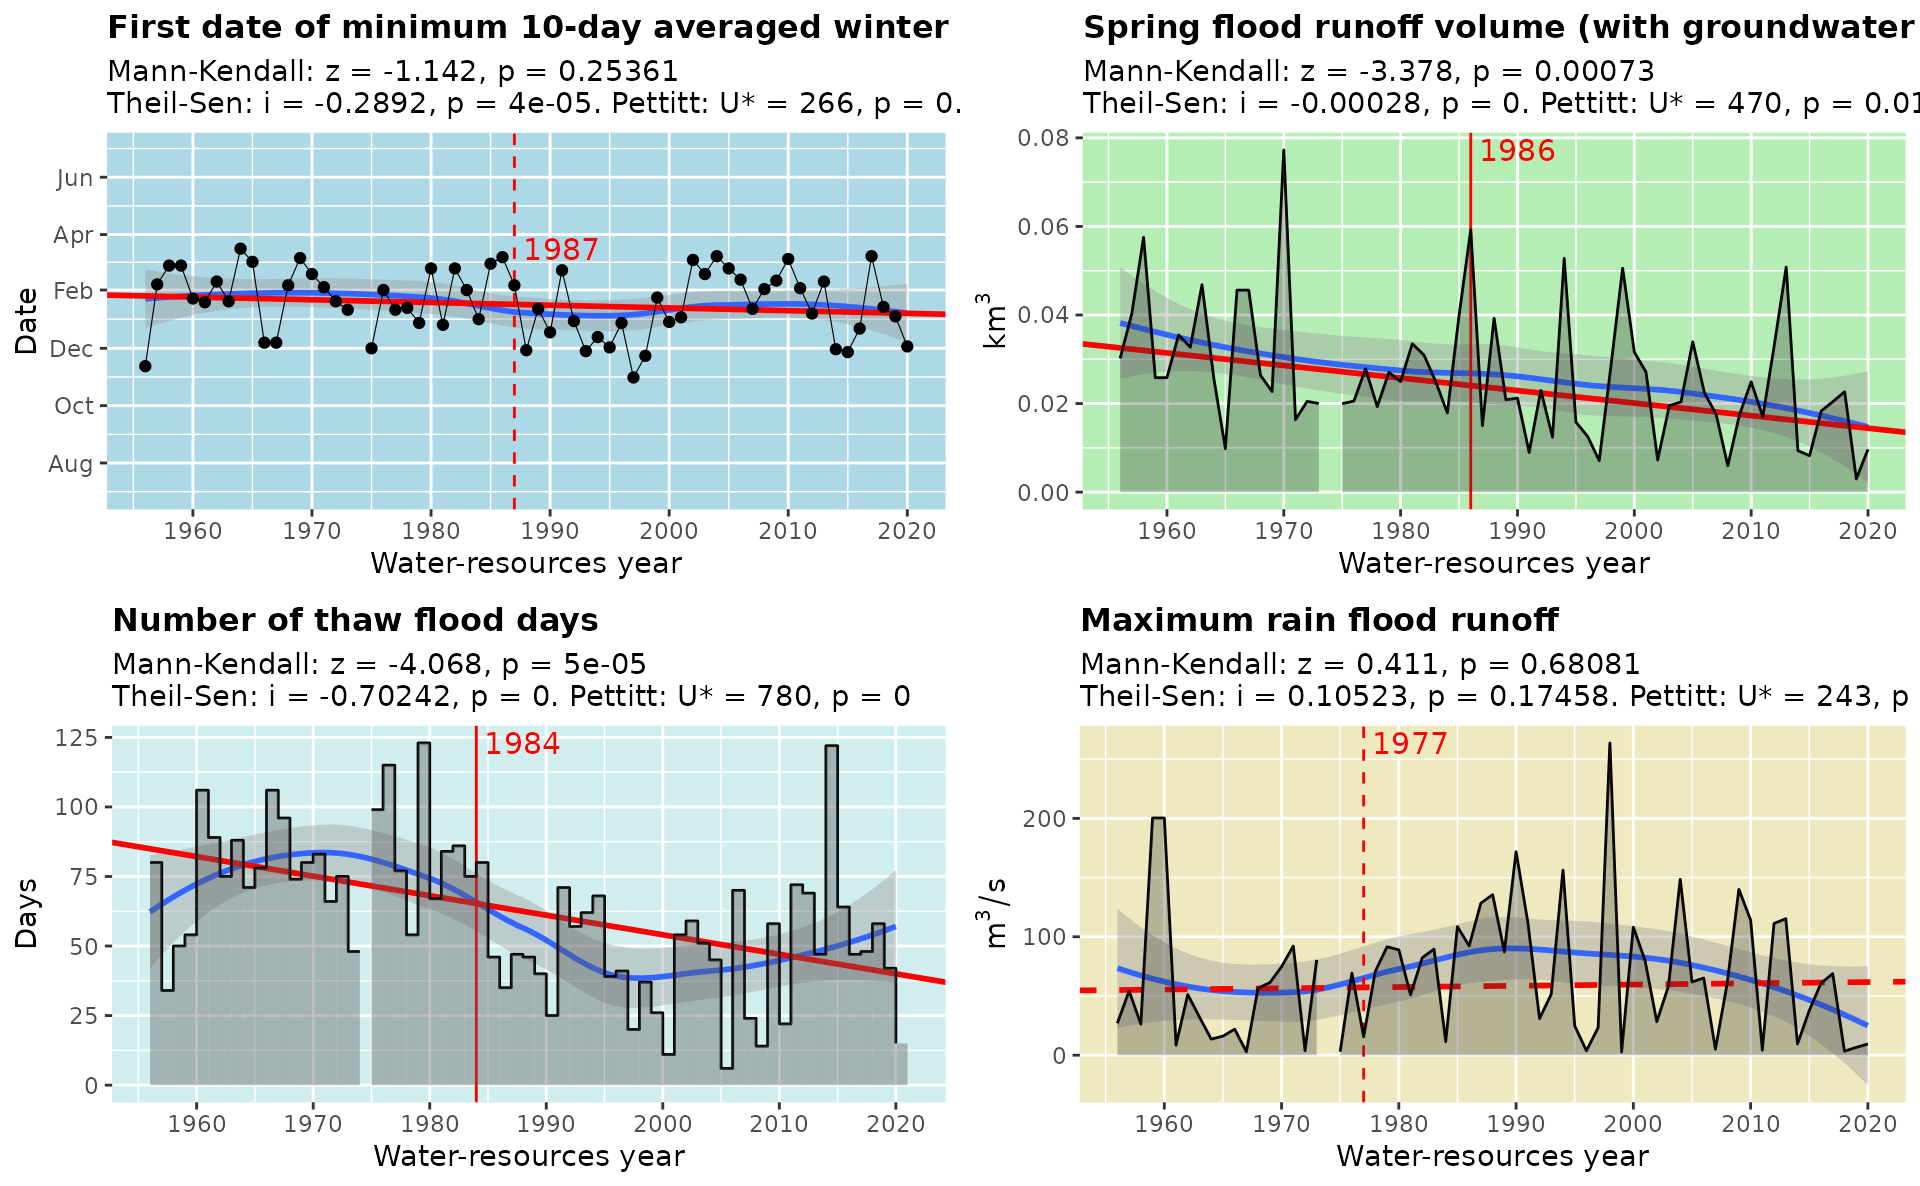 First date of minimum 10-day averaged winter
Mann-Kendall: z = -1.142, p = 0.25361
Theil-Sen: i = -0.2892, p = 4e-05. Pettitt: U* = 266, p = 0.
Jun
Apr
Feb
Dec
Oct
Aug
Date
1987
1960 1970 1980 1990 2000 2010 2020
Water-resources year
Spring flood runoff volume (with groundwater
Mann-Kendall: z = -3.378, p = 0.00073
Theil-Sen: i = -0.00028, p = 0. Pettitt: U* = 470, p = 0.01
0.08
0.06
0.04
0.02
0.00
km³
1986
1960 1970 1980 1990 2000 2010 2020
Water-resources year
Number of thaw flood days
Mann-Kendall: z = -4.068, p = 5e-05
Theil-Sen: i = -0.70242, p = 0. Pettitt: U* = 780, p = 0
125
100
75
50
25
0
Days
1984
1960 1970 1980 1990 2000 2010 2020
Water-resources year
Maximum rain flood runoff
Mann-Kendall: z = 0.411, p = 0.68081
Theil-Sen: i = 0.10523, p = 0.17458. Pettitt: U* = 243, p
200
100
0
m³/s
1977
1960 1970 1980 1990 2000 2010 2020
Water-resources year